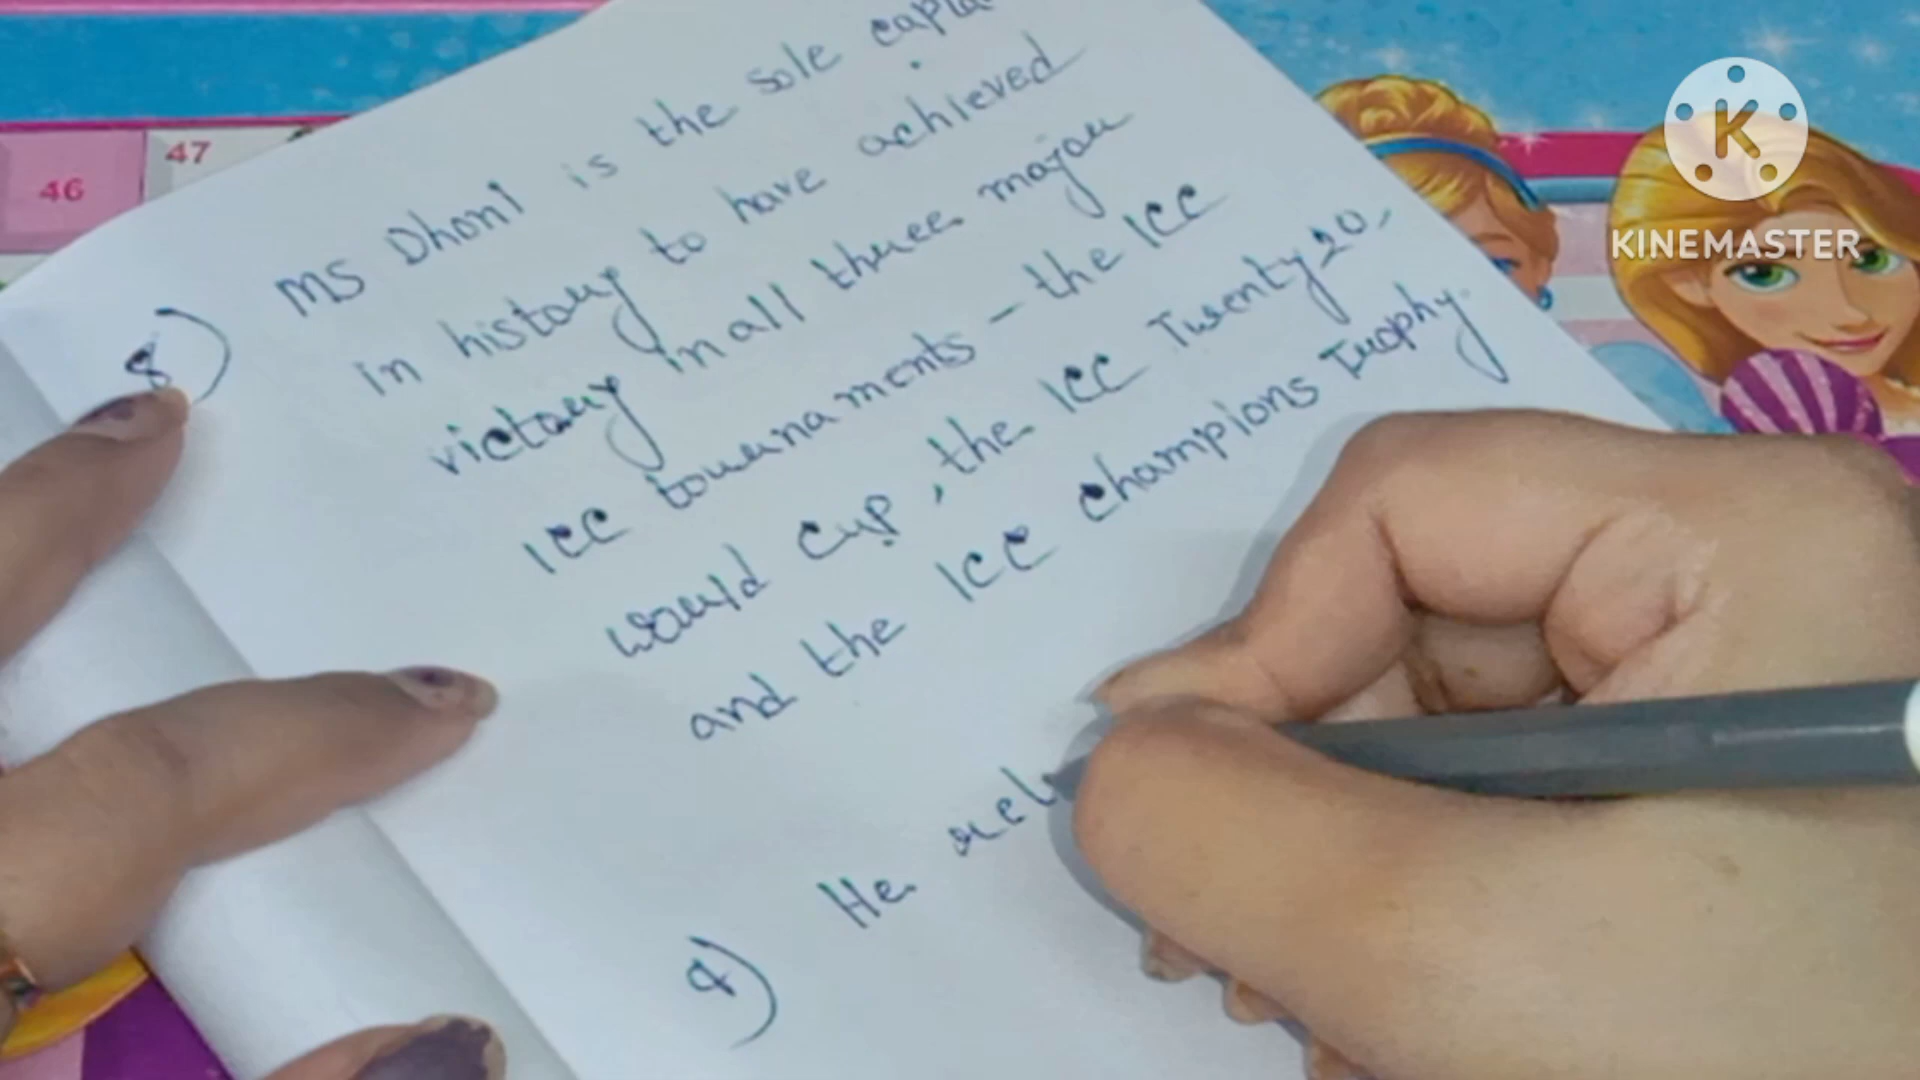 46
47
8) MS Dhoni is the sole
in history to have achieved
victory in all three major
ICC tournaments - the ICC
World Cup, the ICC Twenty20,
and the ICC Champions Trophy.
9) He
K
KINEMASTER